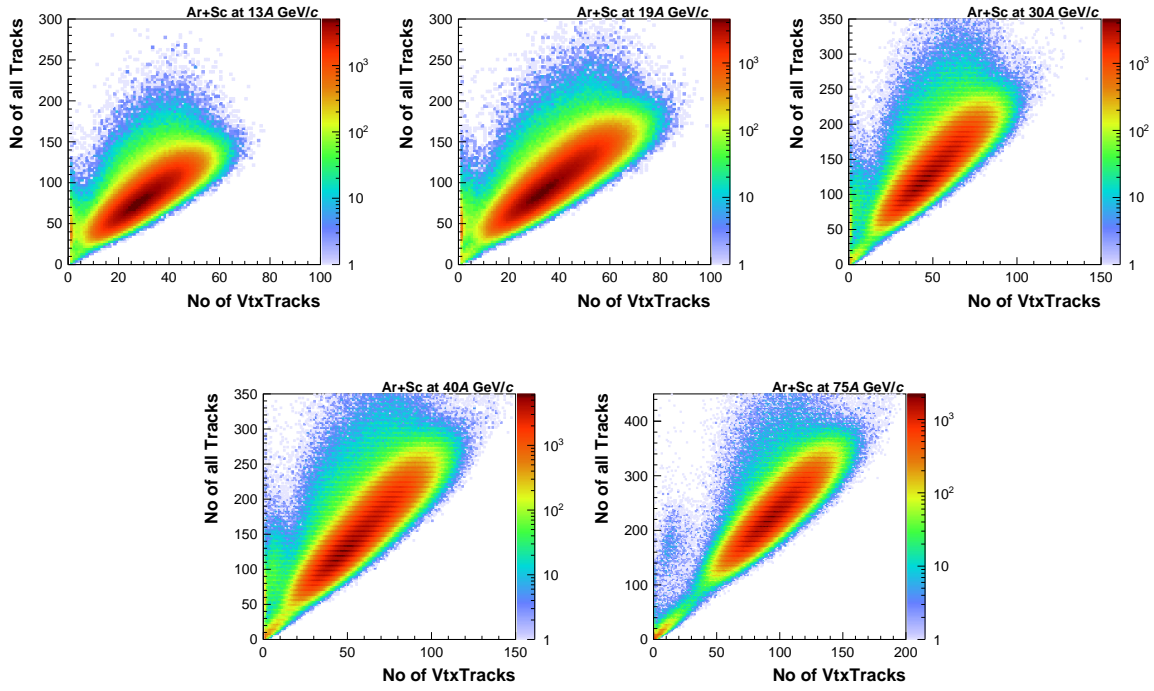 Ar+Sc at 13A GeV/c
No of all Tracks
300
250
200
150
100
50
0
0 20 40 60 80 100
No of VtxTracks
10³
10²
10
1
Ar+Sc at 19A GeV/c
No of all Tracks
300
250
200
150
100
50
0
0 20 40 60 80 100
No of VtxTracks
10³
10²
10
1
Ar+Sc at 30A GeV/c
No of all Tracks
350
300
250
200
150
100
50
0
0 50 100 150
No of VtxTracks
10³
10²
10
1
Ar+Sc at 40A GeV/c
No of all Tracks
350
300
250
200
150
100
50
0
0 50 100 150
No of VtxTracks
10³
10²
10
1
Ar+Sc at 75A GeV/c
No of all Tracks
400
300
200
100
0
0 50 100 150 200
No of VtxTracks
10³
10²
10
1